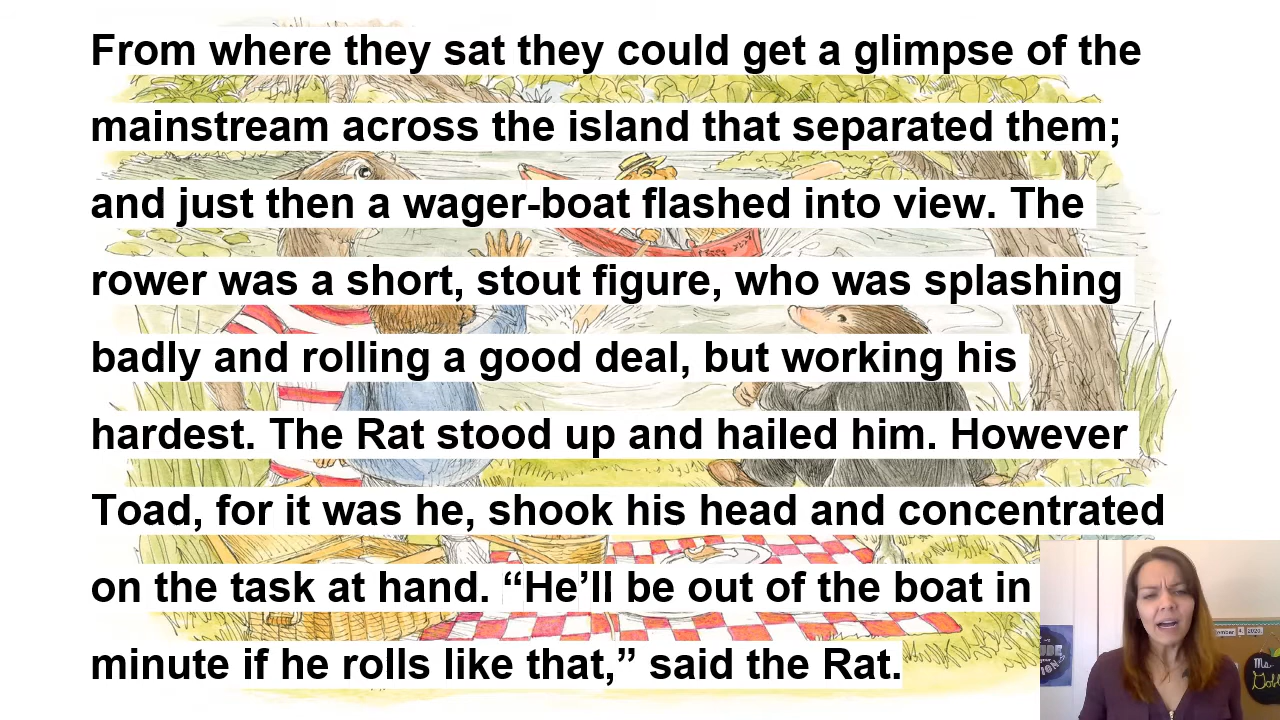 From where they sat they could get a glimpse of the
mainstream across the island that separated them;
and just then a wager-boat flashed into view. The
rower was a short, stout figure, who was splashing
badly and rolling a good deal, but working his
hardest. The Rat stood up and hailed him. However
Toad, for it was he, shook his head and concentrated
on the task at hand. “He’ll be out of the boat in
minute if he rolls like that,” said the Rat.
2020
Ms.